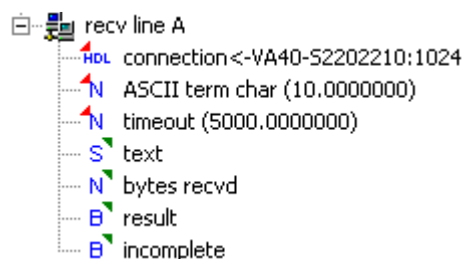 recv line A
HDL connection<-VA40-S2202210:1024
N ASCII term char (10.0000000)
N timeout (5000.0000000)
S text
N bytes recvd
B result
B incomplete